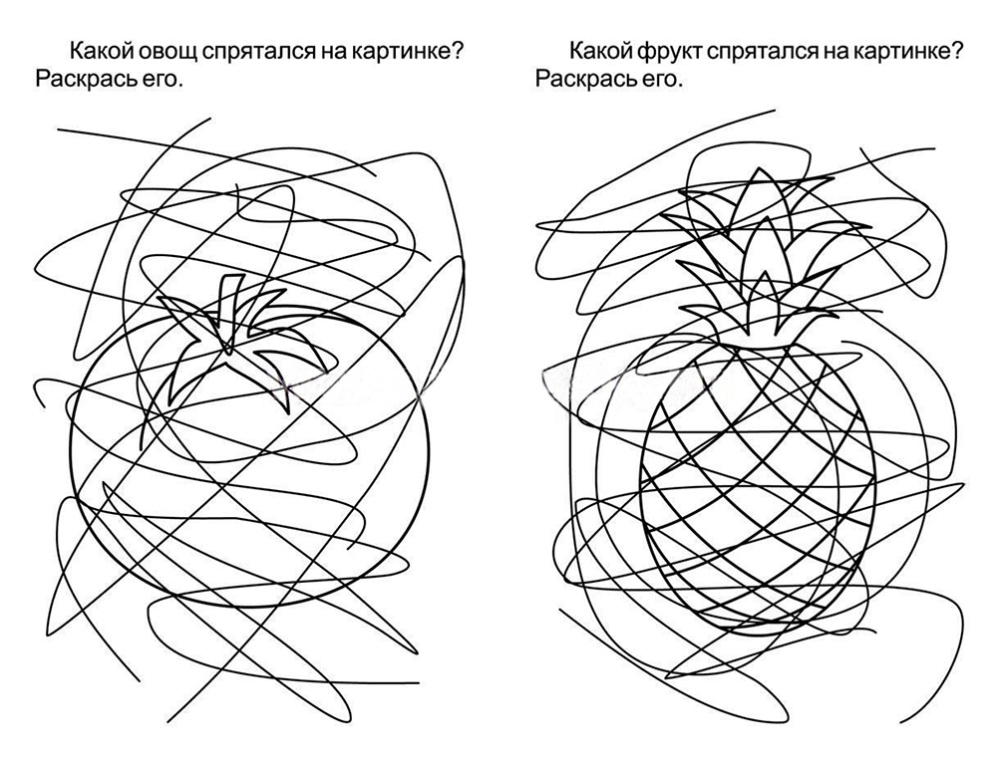 Какой овощ спрятался на картинке?
Раскрась его.
Какой фрукт спрятался на картинке?
Раскрась его.